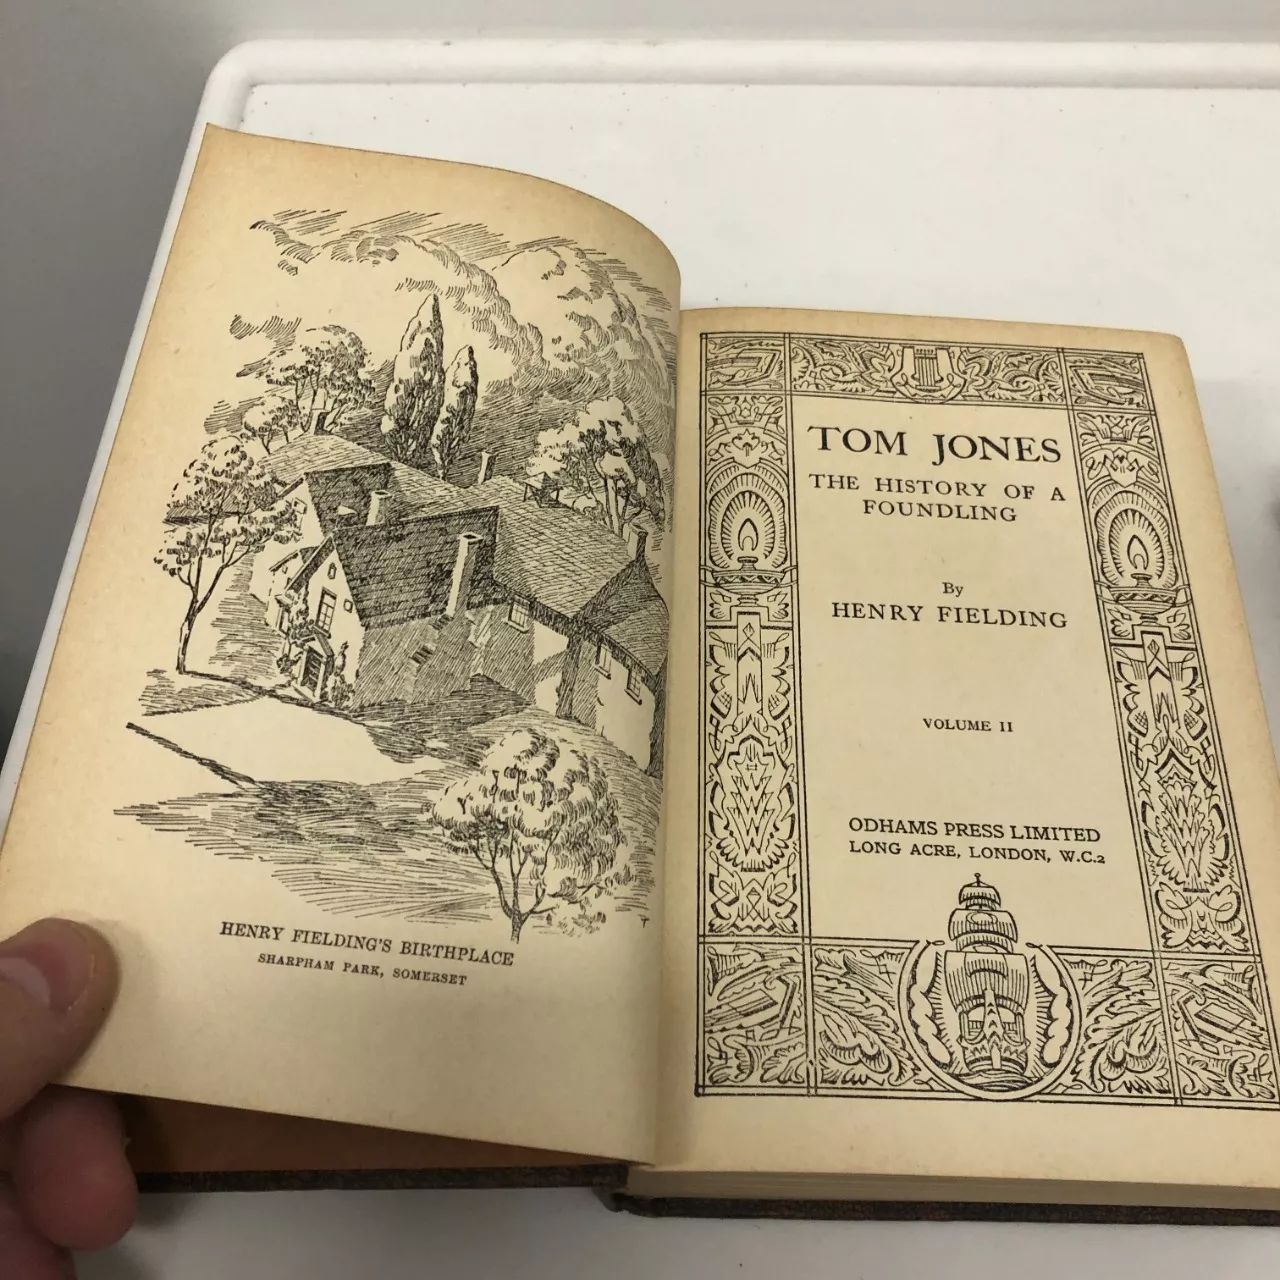 HENRY FIELDING'S BIRTHPLACE
SHARPHAM PARK, SOMERSET
TOM JONES
THE HISTORY OF A
FOUNDLING
By
HENRY FIELDING
VOLUME II
ODHAMS PRESS LIMITED
LONG ACRE, LONDON, W.C.2